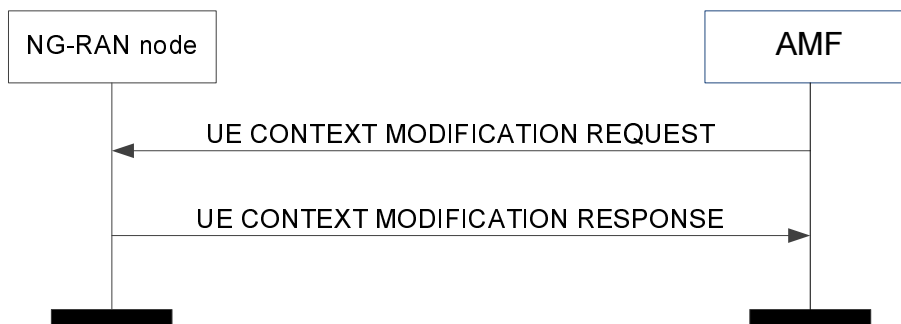 NG-RAN node
AMF
UE CONTEXT MODIFICATION REQUEST
UE CONTEXT MODIFICATION RESPONSE